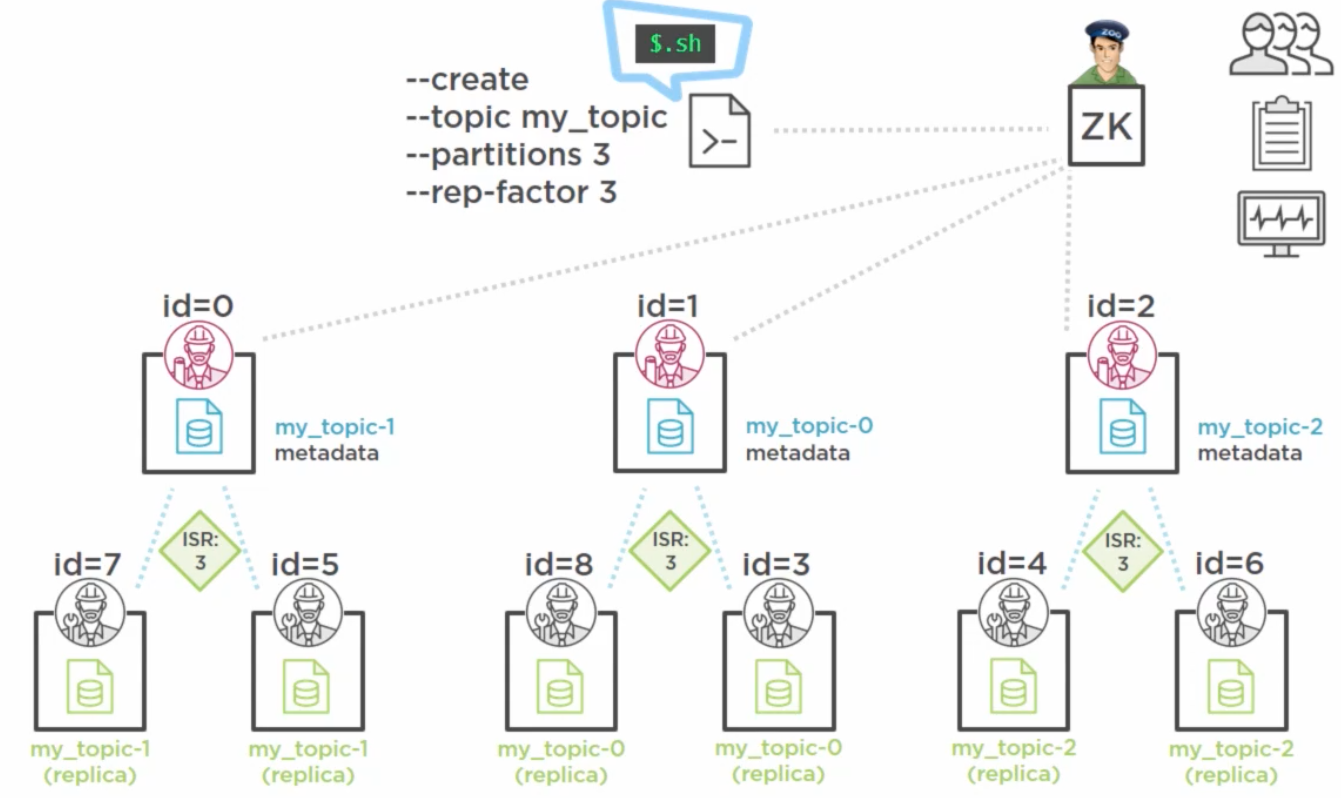 $.sh
--create
--topic my_topic
--partitions 3
--rep-factor 3
>-
ZOO
ZK
id=0
id=1
id=2
my_topic-1
metadata
my_topic-0
metadata
my_topic-2
metadata
ISR:
3
ISR:
3
ISR:
3
id=7
id=5
id=8
id=3
id=4
id=6
my_topic-1
(replica)
my_topic-1
(replica)
my_topic-0
(replica)
my_topic-0
(replica)
my_topic-2
(replica)
my_topic-2
(replica)